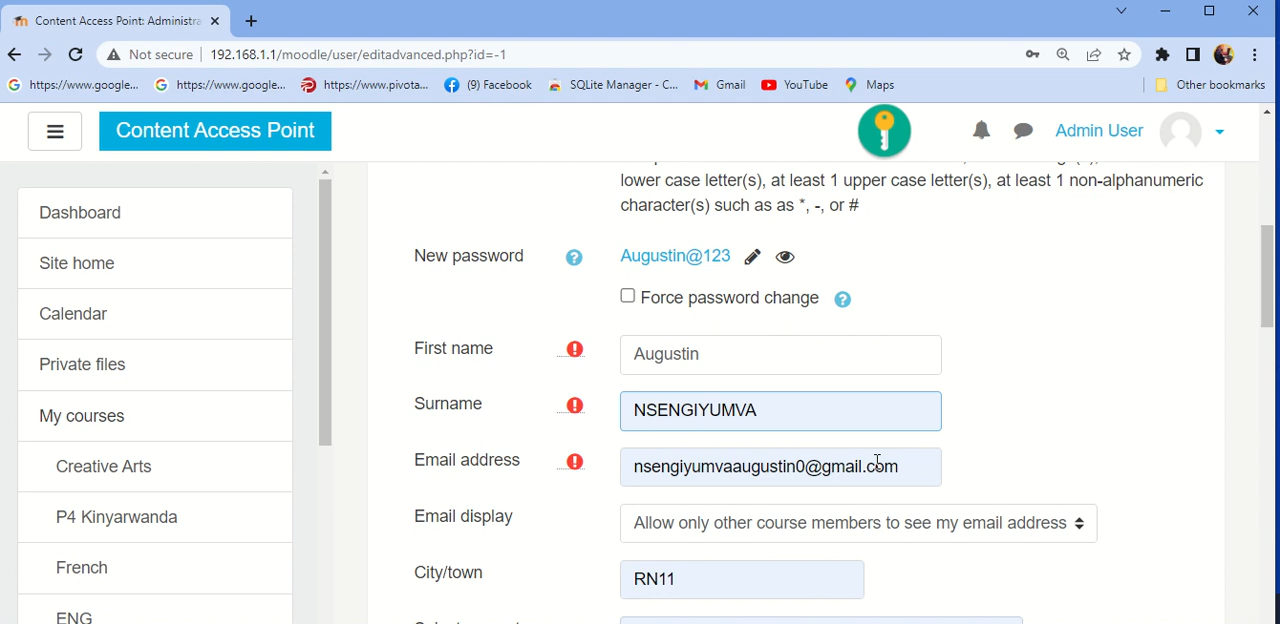 Content Access Point: Administra
Not secure
192.168.1.1/moodle/user/editadvanced.php?id=-1
https://www.google...
https://www.google...
https://www.pivota...
(9) Facebook
SQLite Manager - C...
Gmail
YouTube
Maps
Other bookmarks
Content Access Point
Admin User
lower case letter(s), at least 1 upper case letter(s), at least 1 non-alphanumeric
character(s) such as as *, -, or #
Dashboard
Site home
Calendar
Private files
My courses
Creative Arts
P4 Kinyarwanda
French
ENG
New password
Augustin@123
Force password change
First name
Augustin
Surname
NSENGIYUMVA
Email address
nsengiyumvaaugustin0@gmail.com
Email display
Allow only other course members to see my email address
City/town
RN11